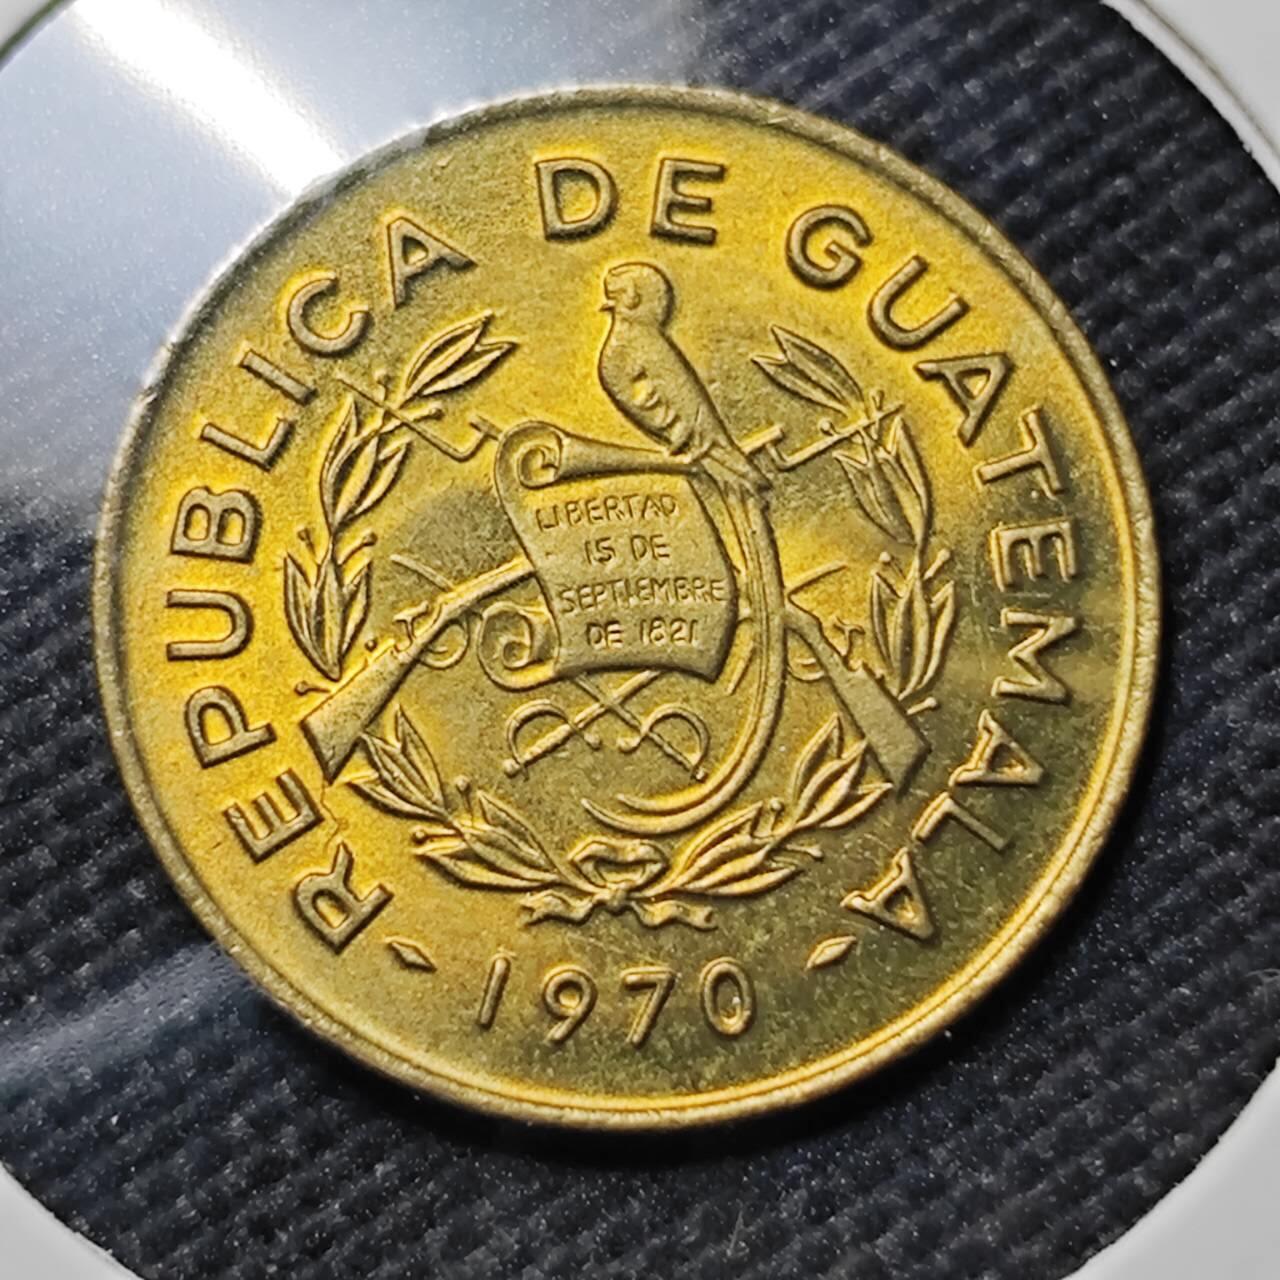 REPUBLICA DE GUATEMALA
LIBERTAD
15 DE
SEPTIEMBRE
DE 1821
1970